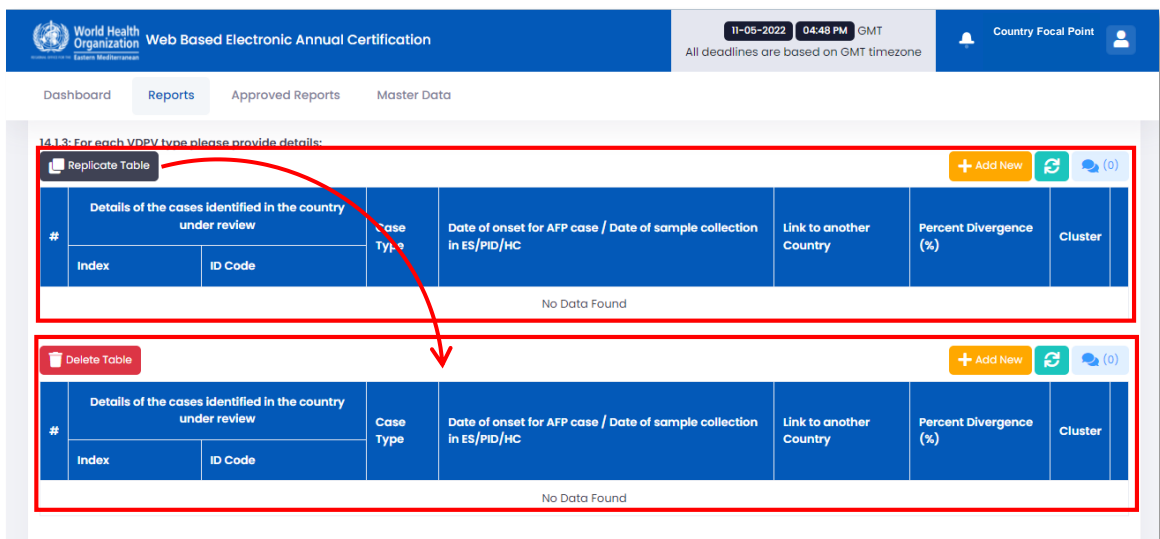 World Health
Organization
Eastern Mediterranean
Web Based Electronic Annual Certification
11-05-2022 04:48 PM GMT
All deadlines are based on GMT timezone
Country Focal Point
Dashboard Reports Approved Reports Master Data
14.1.3: For each VDPV type please provide details:
Replicate Table
+ Add New
(0)
#
Details of the cases identified in the country
under review
Index
ID Code
Case
Type
Date of onset for AFP case / Date of sample collection
in ES/PID/HC
Link to another
Country
Percent Divergence
(%)
Cluster
No Data Found
Delete Table
+ Add New
(0)
#
Details of the cases identified in the country
under review
Index
ID Code
Case
Type
Date of onset for AFP case / Date of sample collection
in ES/PID/HC
Link to another
Country
Percent Divergence
(%)
Cluster
No Data Found